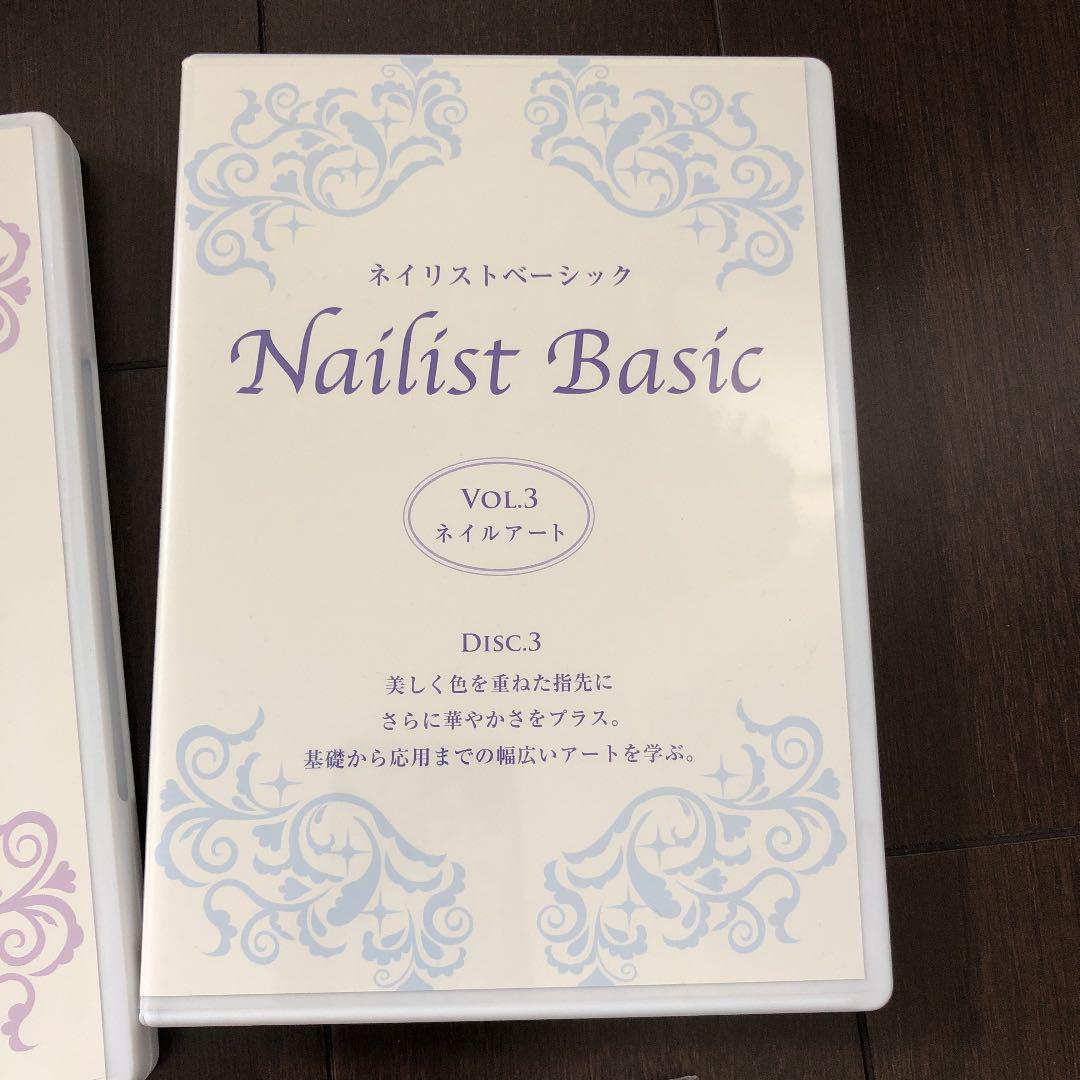 ネイリストベーシック
Nailist Basic
VOL.3
ネイルアート
DISC.3
美しく色を重ねた指先に
さらに華やかさをプラス。
基礎から応用までの幅広いアートを学ぶ。